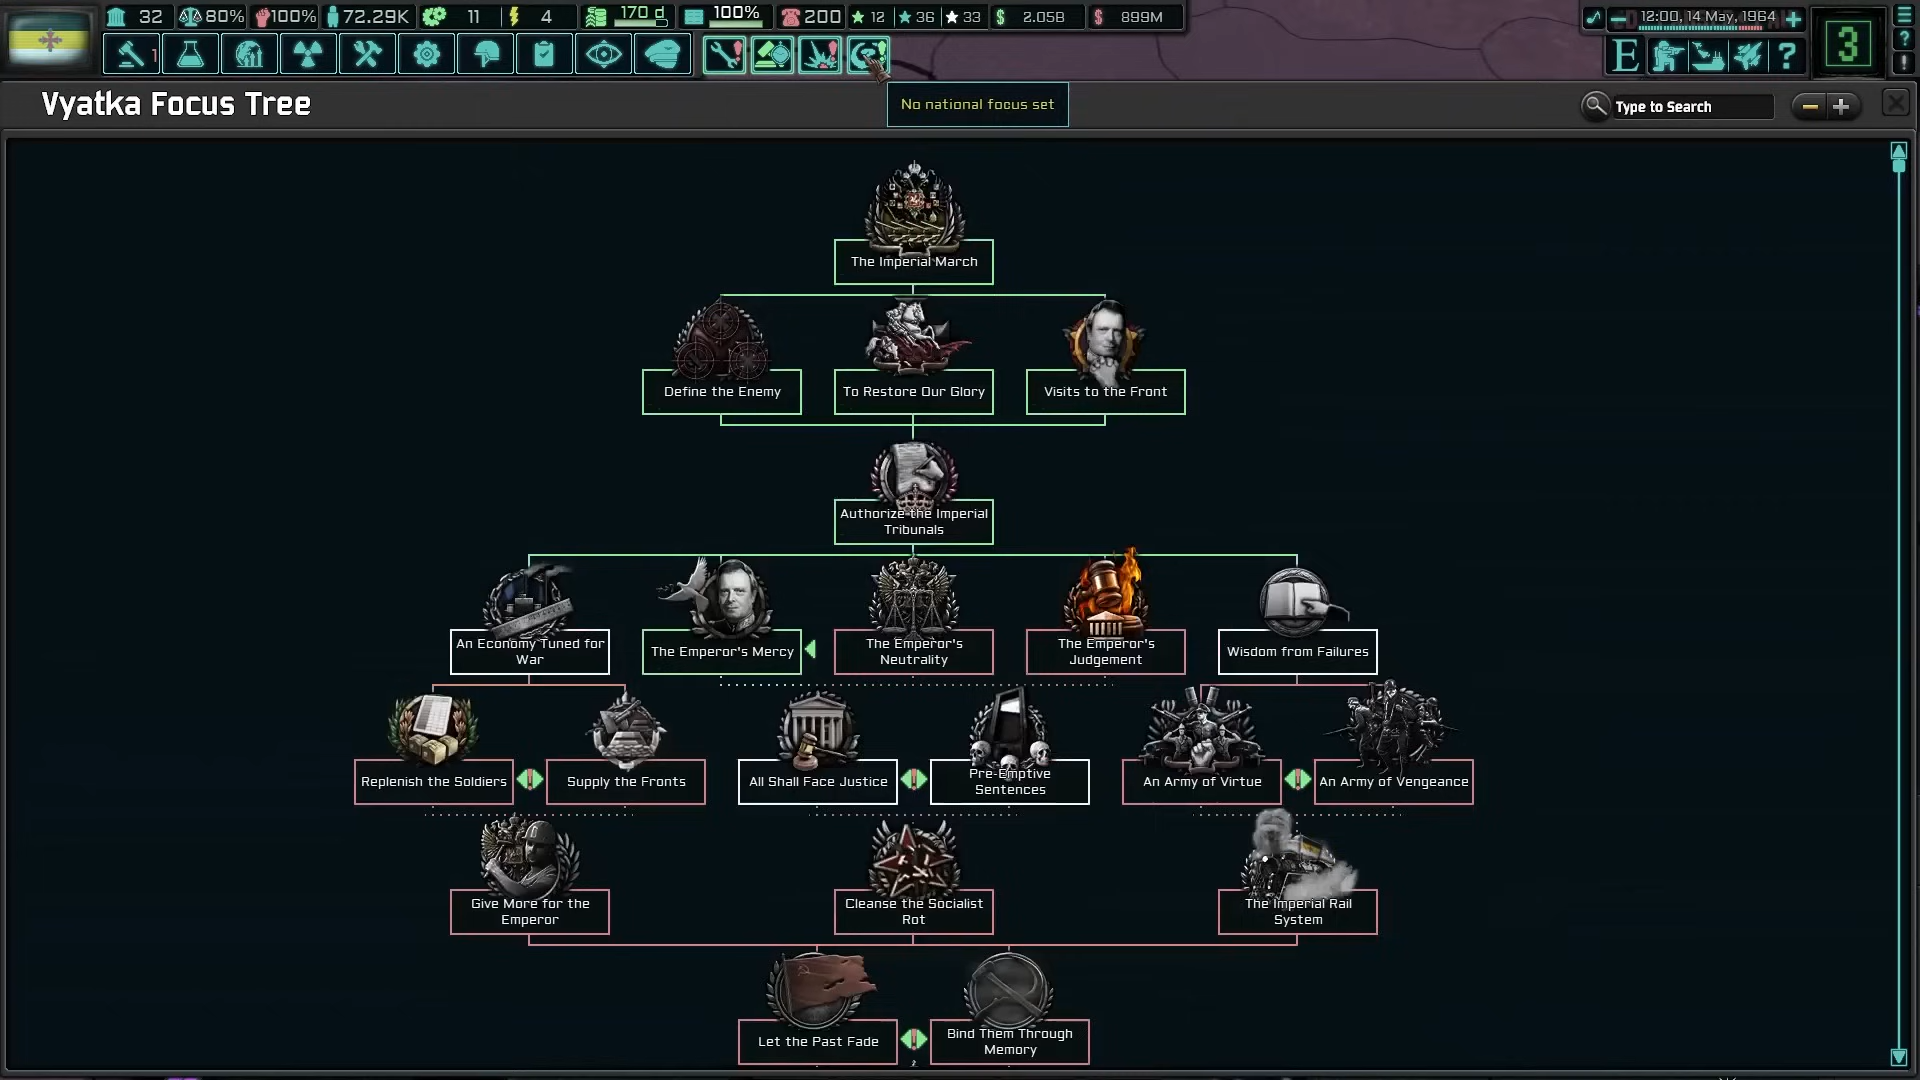 32 80% 100% 72.29K 11 4 170 d 100% 200 12 36 33 $ 2.05B $ 899M 12:00, 14 May, 1964
1 E ? 3 ? !
Vyatka Focus Tree
No national focus set
Type to Search
The Imperial March
Define the Enemy
To Restore Our Glory
Visits to the Front
Authorize the Imperial
Tribunals
An Economy Tuned for
War
The Emperor's Mercy
The Emperor's
Neutrality
The Emperor's
Judgement
Wisdom from Failures
Replenish the Soldiers
Supply the Fronts
All Shall Face Justice
Pre-Emptive
Sentences
An Army of Virtue
An Army of Vengeance
Give More for the
Emperor
Cleanse the Socialist
Rot
The Imperial Rail
System
Let the Past Fade
Bind Them Through
Memory